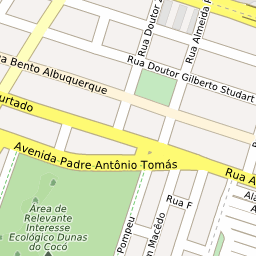 Rua Doutor
Rua Almeida
Rua Doutor Gilberto Studart
Bento Albuquerque
Avenida Padre Antônio Tomás
Rua A
Área de
Relevante
Interesse
Ecológico Dunas
do Cocó
Rua F
Pompeu
Macêdo